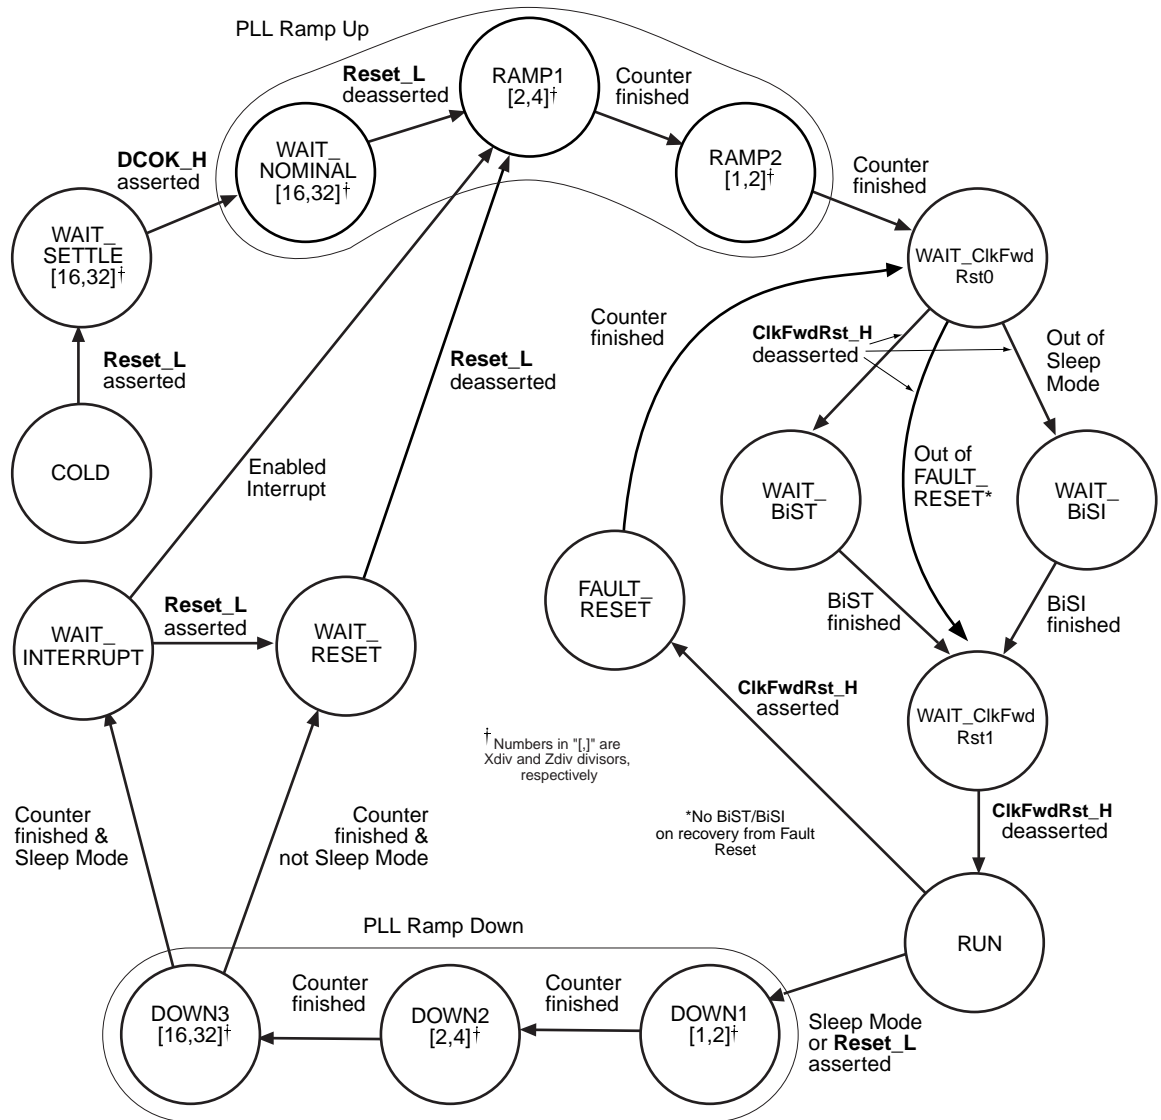 PLL Ramp Up
RAMP1
[2,4]†
Reset_L
deasserted
Counter
finished
WAIT_
NOMINAL
[16,32]†
RAMP2
[1,2]†
DCOK_H
asserted
Counter
finished
WAIT_
SETTLE
[16,32]†
WAIT_ClkFwd
Rst0
Counter
finished
ClkFwdRst_H
deasserted
Out of
Sleep
Mode
Reset_L
asserted
Reset_L
deasserted
COLD
Enabled
Interrupt
WAIT_
BiST
Out of
FAULT_
RESET*
WAIT_
BiSI
FAULT_
RESET
BiST
finished
BiSI
finished
Reset_L
asserted
WAIT_
INTERRUPT
WAIT_
RESET
ClkFwdRst_H
asserted
WAIT_ClkFwd
Rst1
† Numbers in "[,]" are
Xdiv and Zdiv divisors,
respectively
ClkFwdRst_H
deasserted
Counter
finished &
Sleep Mode
Counter
finished &
not Sleep Mode
*No BiST/BiSI
on recovery from Fault
Reset
RUN
PLL Ramp Down
DOWN3
[16,32]†
Counter
finished
DOWN2
[2,4]†
Counter
finished
DOWN1
[1,2]†
Sleep Mode
or Reset_L
asserted